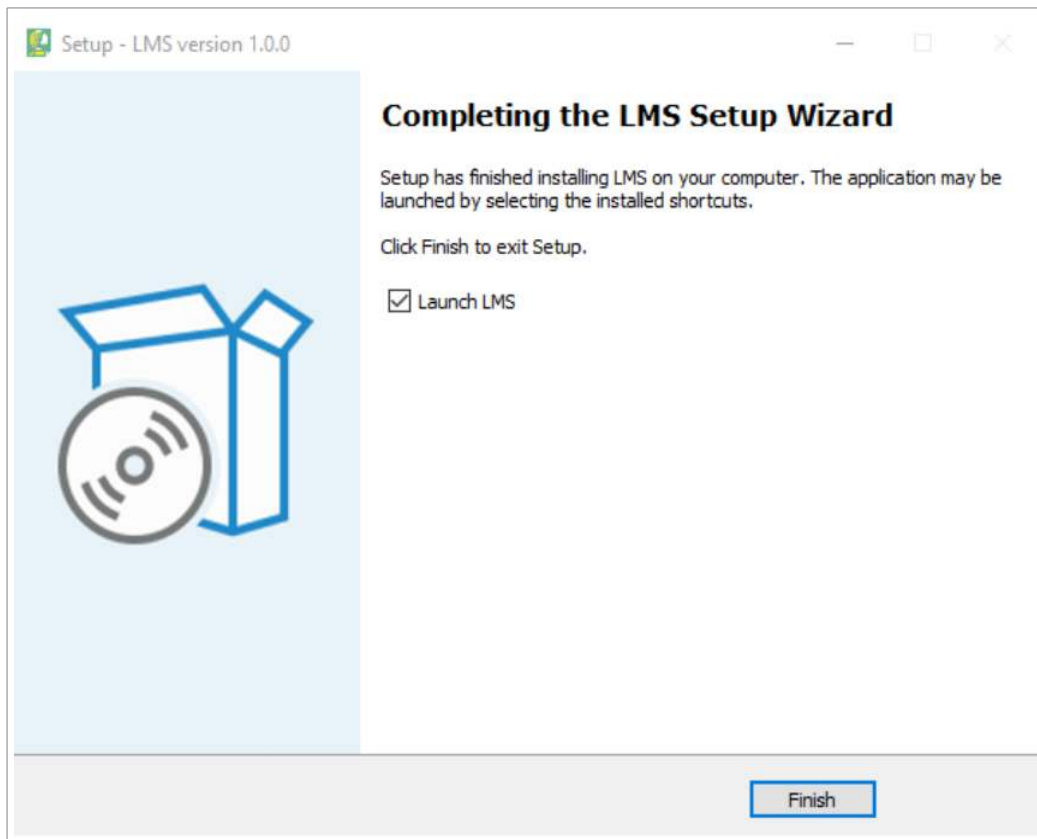 Setup - LMS version 1.0.0
Completing the LMS Setup Wizard
Setup has finished installing LMS on your computer. The application may be
launched by selecting the installed shortcuts.
Click Finish to exit Setup.
Launch LMS
Finish